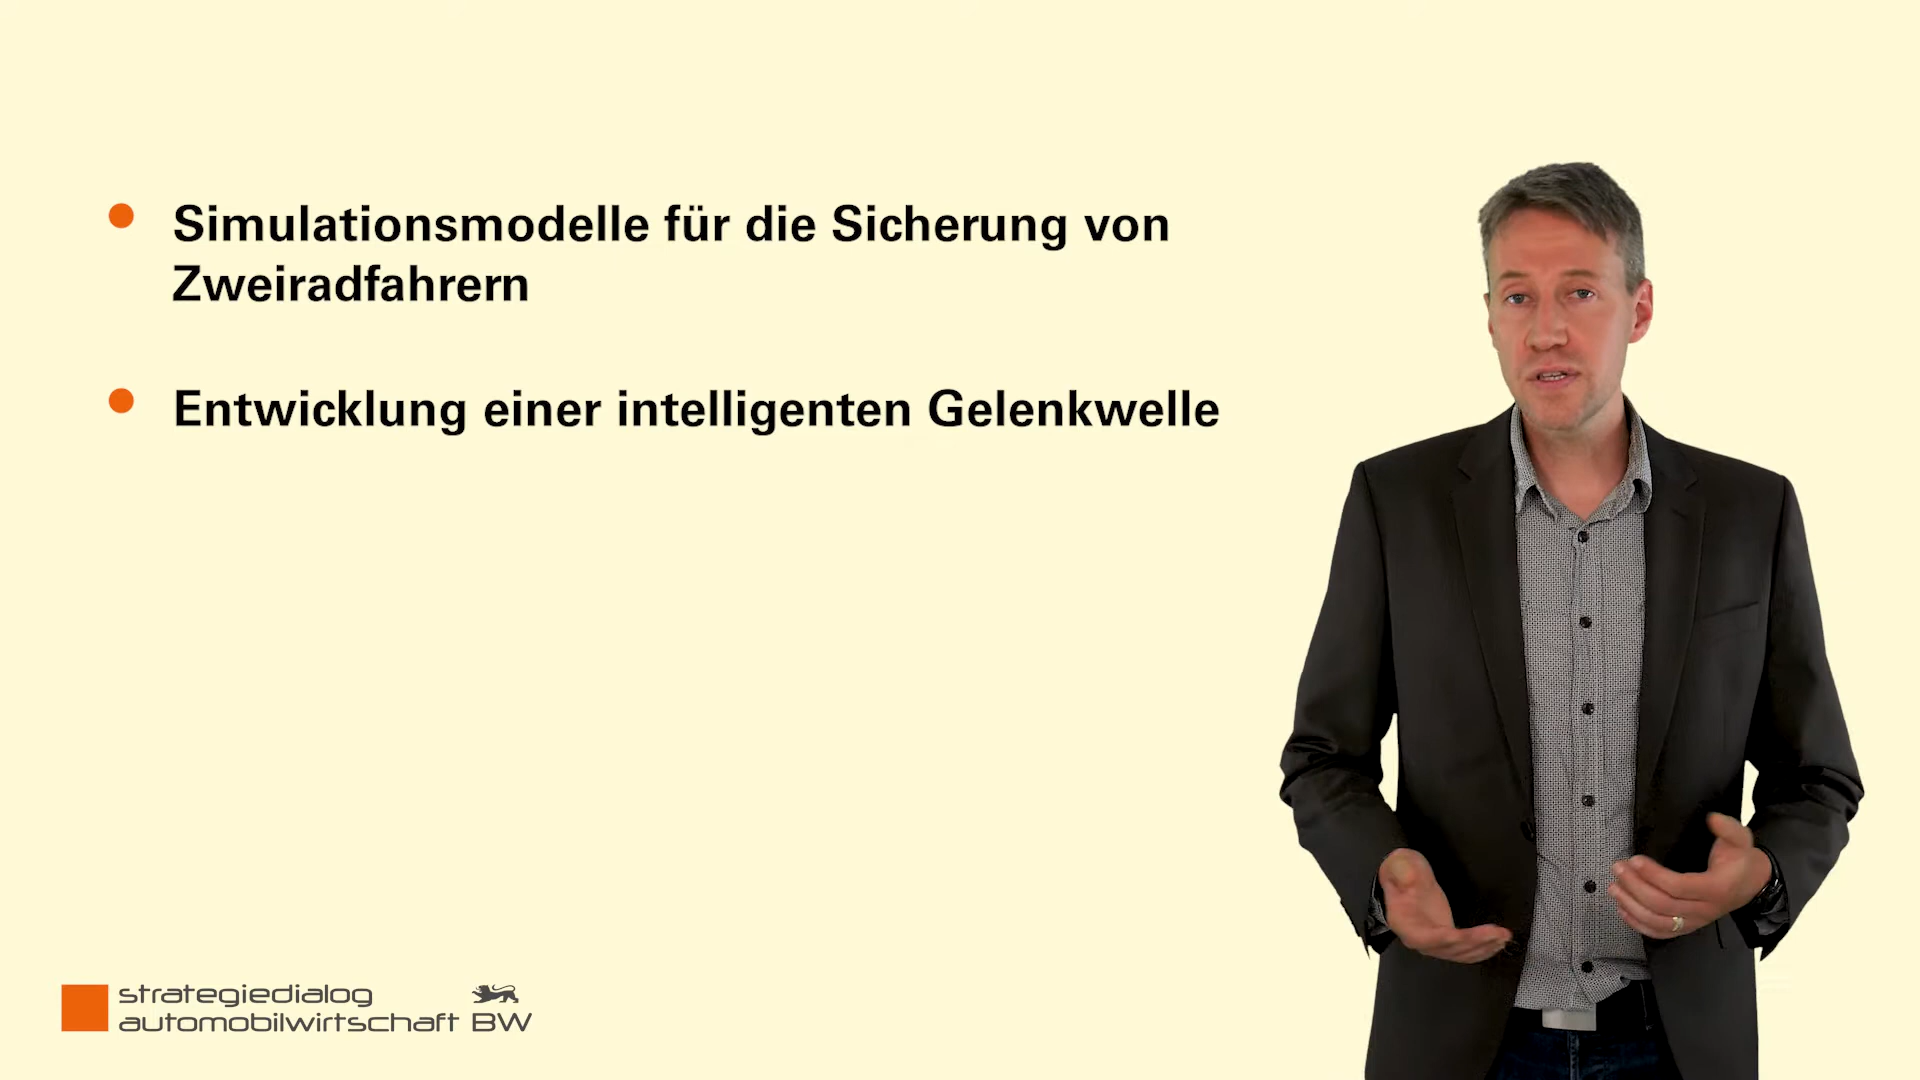 Simulationsmodelle für die Sicherung von
Zweiradfahrern
Entwicklung einer intelligenten Gelenkwelle
strategiedialog
automobilwirtschaft BW